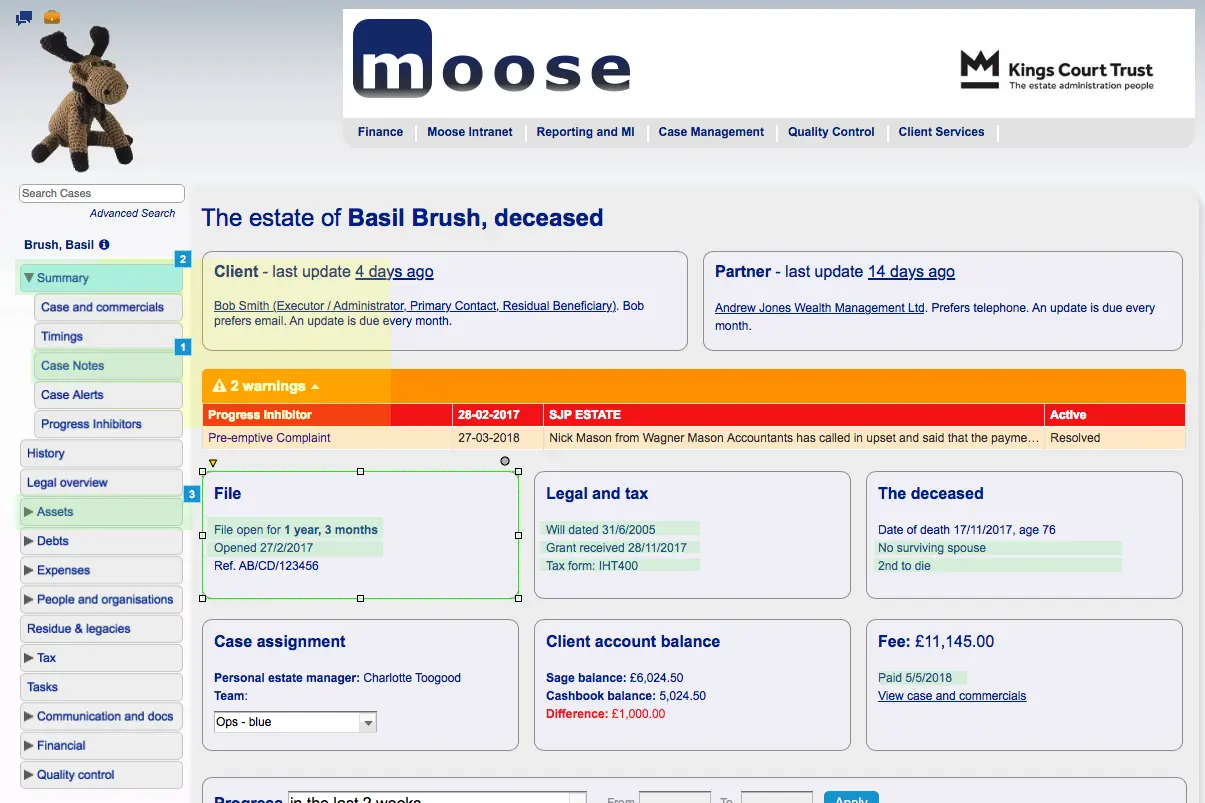 moose
Kings Court Trust
The estate administration people
Finance
Moose Intranet
Reporting and MI
Case Management
Quality Control
Client Services
Search Cases
Advanced Search
Brush, Basil
2
Summary
Case and commercials
Timings
1
Case Notes
Case Alerts
Progress Inhibitors
History
Legal overview
3
Assets
Debts
Expenses
People and organisations
Residue & legacies
Tax
Tasks
Communication and docs
Financial
Quality control
The estate of Basil Brush, deceased
Client - last update 4 days ago
Bob Smith (Executor / Administrator, Primary Contact, Residual Beneficiary). Bob
prefers email. An update is due every month.
Partner - last update 14 days ago
Andrew Jones Wealth Management Ltd. Prefers telephone. An update is due every
month.
2 warnings
Progress Inhibitor 28-02-2017 SJP ESTATE Active
Pre-emptive Complaint 27-03-2018 Nick Mason from Wagner Mason Accountants has called in upset and said that the payme... Resolved
File
File open for 1 year, 3 months
Opened 27/2/2017
Ref. AB/CD/123456
Legal and tax
Will dated 31/6/2005
Grant received 28/11/2017
Tax form: IHT400
The deceased
Date of death 17/11/2017, age 76
No surviving spouse
2nd to die
Case assignment
Personal estate manager: Charlotte Toogood
Team:
Ops - blue
Client account balance
Sage balance: £6,024.50
Cashbook balance: 5,024.50
Difference: £1,000.00
Fee: £11,145.00
Paid 5/5/2018
View case and commercials
Progress in the last 2 weeks From To Apply